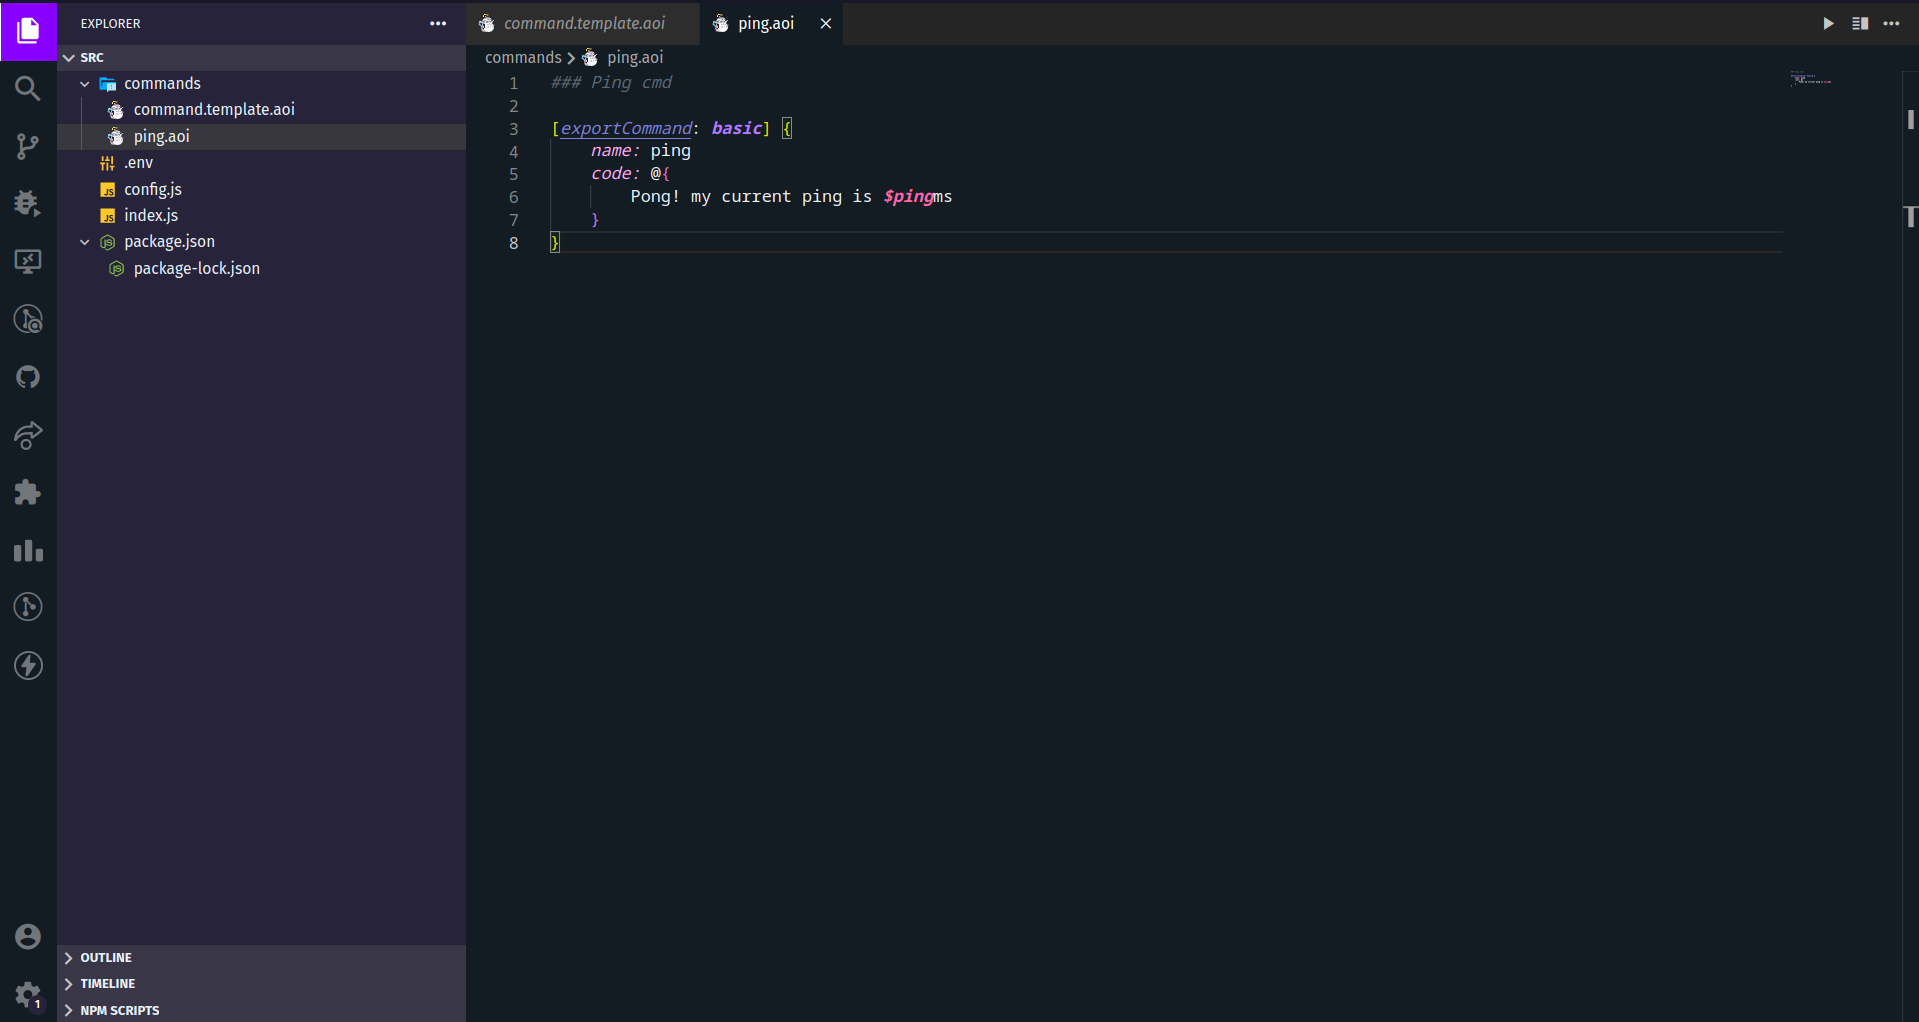 EXPLORER
SRC
commands
command.template.aoi
ping.aoi
.env
config.js
index.js
package.json
package-lock.json
OUTLINE
TIMELINE
NPM SCRIPTS
1
command.template.aoi
ping.aoi
commands > ping.aoi
1 ### Ping cmd
2
3 [exportCommand: basic] {
4     name: ping
5     code: @{
6         Pong! my current ping is $pingms
7     }
8 }